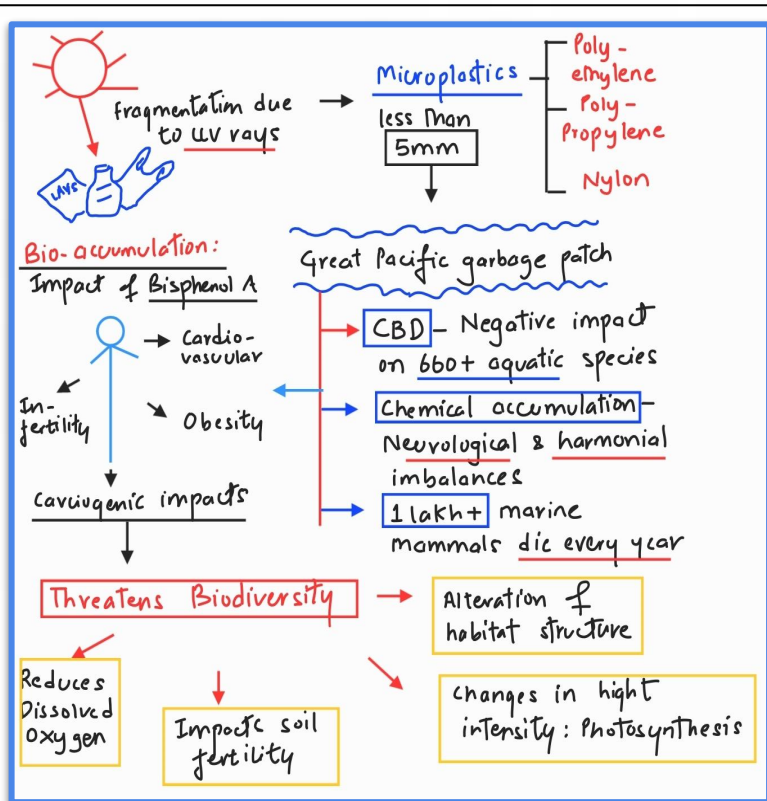 fragmentation due
to UV rays
Microplastics
less than
5mm
Poly-
ethylene
Poly-
Propylene
Nylon
LAYS
Bio-accumulation:
Impact of Bisphenol A
Cardio-
vascular
In-
fertility
Obesity
Carciogenic impacts
Great Pacific garbage patch
CBD - Negative impact
on 660+ aquatic species
Chemical accumulation-
Neurological & harmonial
imbalances
1 lakh+ marine
mammals die every year
Threatens Biodiversity
Alteration of
habitat structure
Reduces
Dissolved
Oxygen
Impacts soil
fertility
Changes in hight
intensity: Photosynthesis